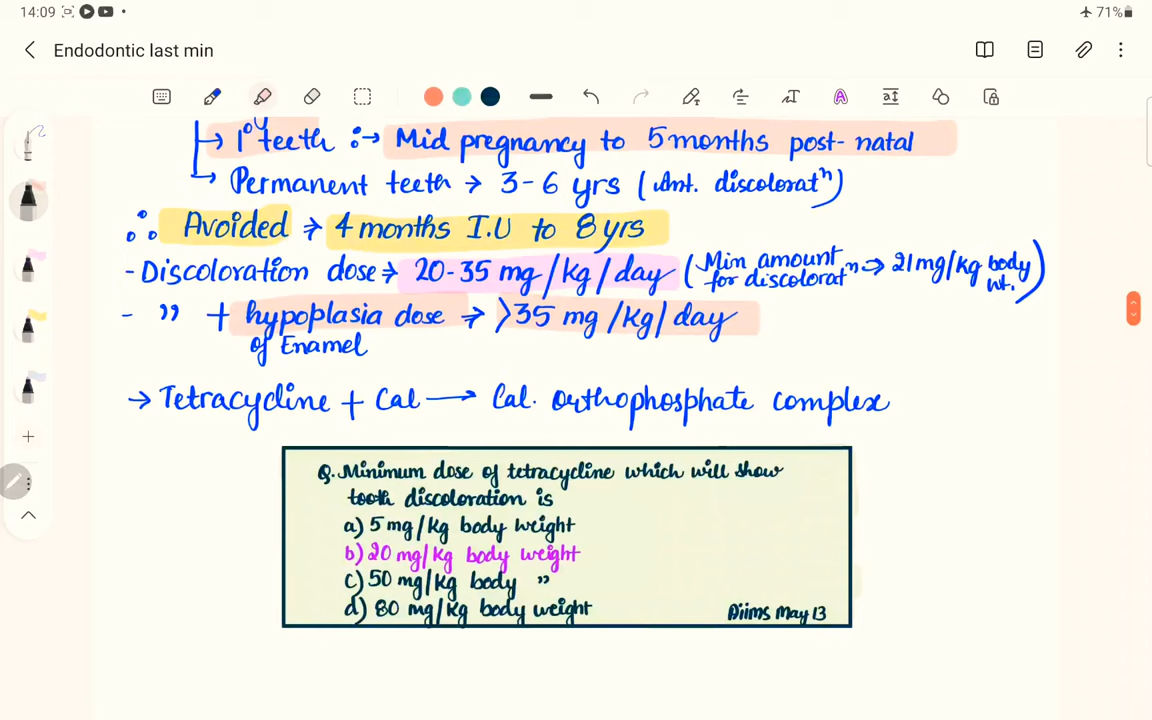 14:09
71%
Endodontic last min
↳ 1°y teeth :→ Mid pregnancy to 5 months post-natal
↳ Permanent teeth → 3-6 yrs (Ant. discoloratⁿ)
∴ Avoided → 4 months I.U to 8 yrs
- Discoloration dose → 20-35 mg/kg/day (Min amount for discoloratⁿ → 21 mg/kg body wt.)
- " + hypoplasia dose → >35 mg/kg/day
of Enamel
→ Tetracycline + Cal → Cal. Orthophosphate complex
Q. Minimum dose of tetracycline which will show
tooth discoloration is
a) 5 mg/kg body weight
b) 20 mg/kg body weight
c) 50 mg/kg body "
d) 80 mg/kg body weight
Aiims May 13